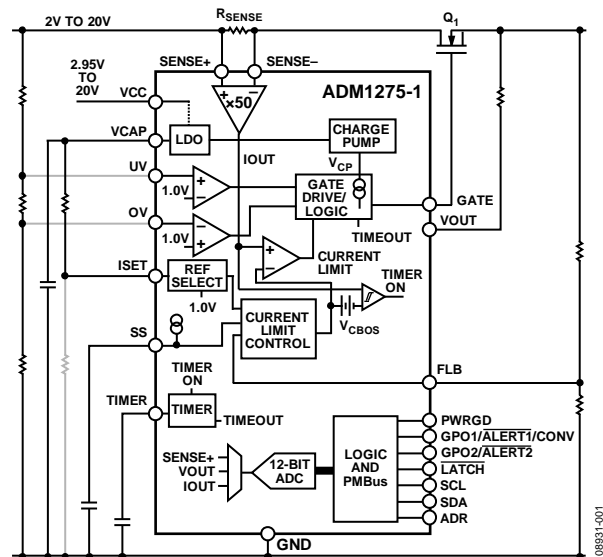 RSENSE
Q1
2V TO 20V
SENSE+
SENSE–
2.95V
TO
20V
VCC
ADM1275-1
+ –
×50
VCAP
LDO
CHARGE
PUMP
IOUT
VCP
UV
1.0V
+
–
GATE
DRIVE/
LOGIC
GATE
VOUT
OV
1.0V
+
–
TIMEOUT
+
–
CURRENT
LIMIT
ISET
REF
SELECT
1.0V
TIMER
ON
CURRENT
LIMIT
CONTROL
VCBOS
SS
FLB
TIMER
ON
TIMER
TIMER
TIMEOUT
PWRGD
GPO1/ALERT1/CONV
GPO2/ALERT2
LATCH
SCL
SDA
ADR
SENSE+
VOUT
IOUT
12-BIT
ADC
LOGIC
AND
PMBus
GND
08931-001